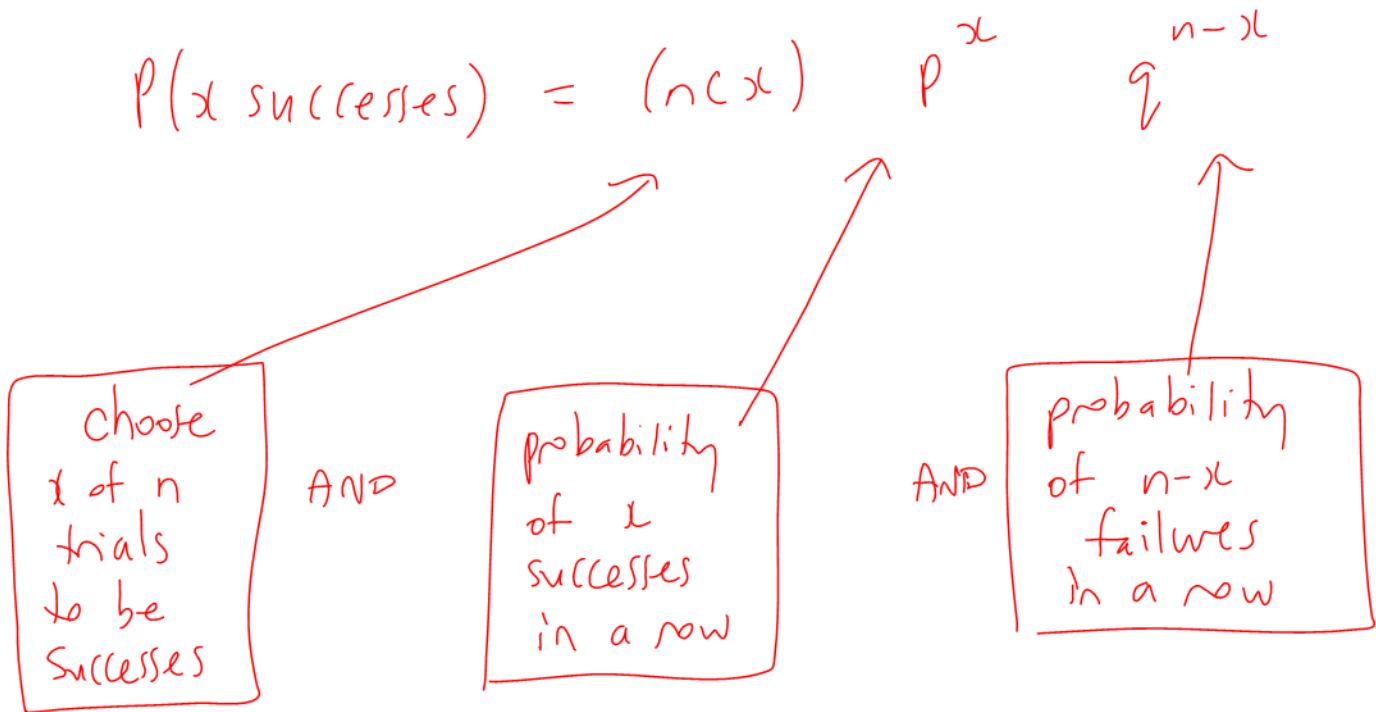 P(x successes) = (nCx) p^x q^(n-x)
choose
x of n
trials
to be
successes
AND
probability
of x
successes
in a row
AND
probability
of n-x
failures
in a row